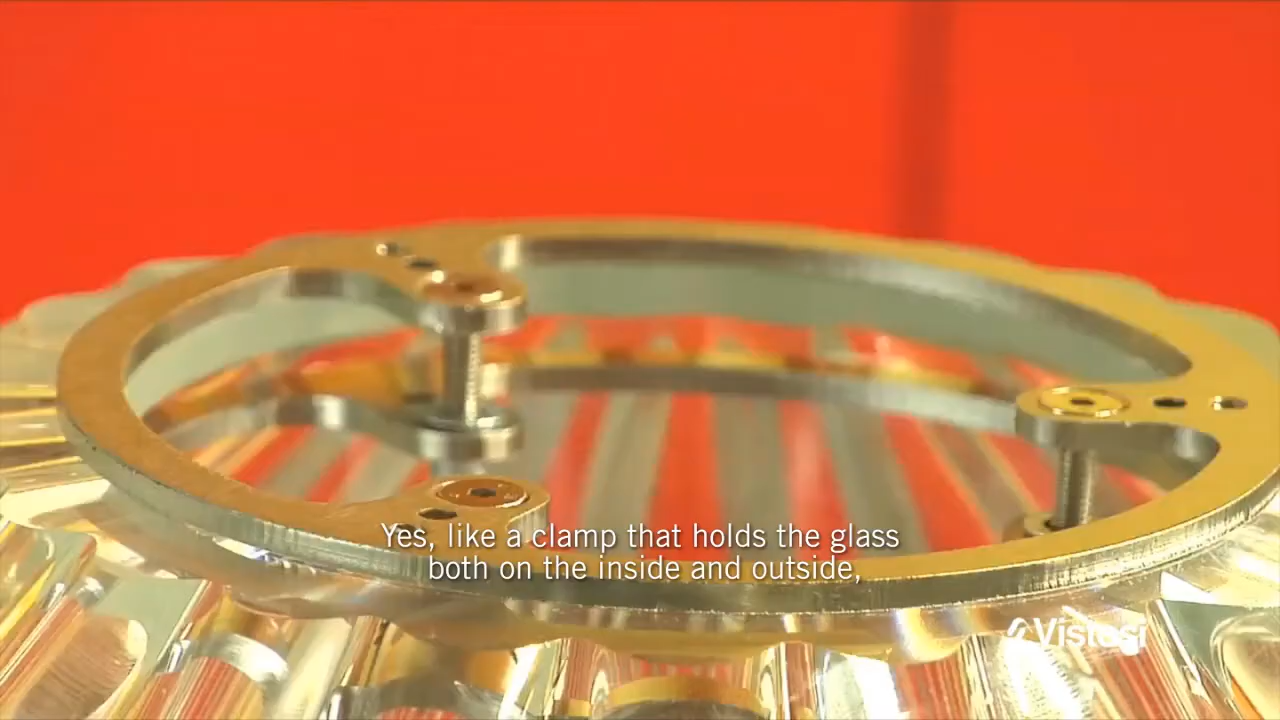 Yes, like a clamp that holds the glass
both on the inside and outside,
Vistosi